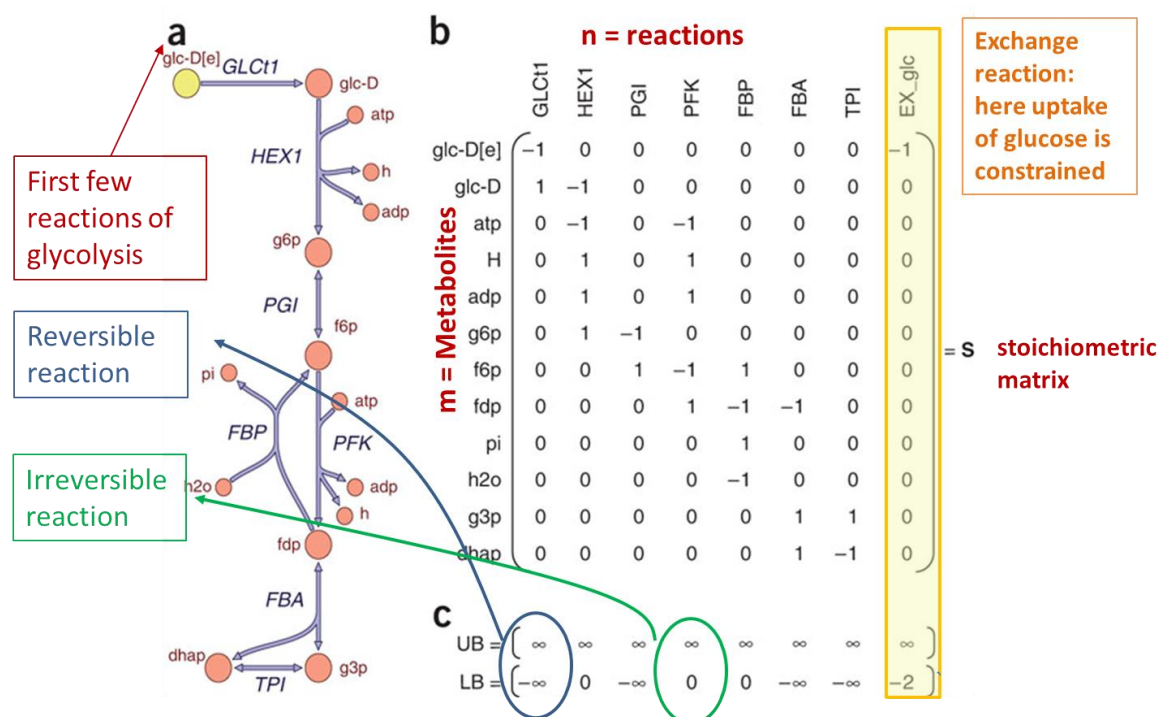 a
glc-D[e] GLCt1
glc-D
atp
HEX1
h
adp
g6p
PGI
f6p
pi
atp
FBP
PFK
h2o
adp
h
fdp
FBA
dhap
g3p
TPI
First few
reactions of
glycolysis
Reversible
reaction
Irreversible
reaction
b
n = reactions
m = Metabolites
GLCt1 HEX1 PGI PFK FBP FBA TPI EX_glc
glc-D[e] −1 0 0 0 0 0 0 −1
glc-D 1 −1 0 0 0 0 0 0
atp 0 −1 0 −1 0 0 0 0
H 0 1 0 1 0 0 0 0
adp 0 1 0 1 0 0 0 0
g6p 0 1 −1 0 0 0 0 0
f6p 0 0 1 −1 1 0 0 0
fdp 0 0 0 1 −1 −1 0 0
pi 0 0 0 0 1 0 0 0
h2o 0 0 0 0 −1 0 0 0
g3p 0 0 0 0 0 1 1 0
dhap 0 0 0 0 0 1 −1 0
= S stoichiometric
matrix
Exchange
reaction:
here uptake
of glucose is
constrained
c
UB = ( ∞ ∞ ∞ ∞ ∞ ∞ ∞ ∞ )
LB = ( −∞ 0 −∞ 0 0 −∞ −∞ −2 )